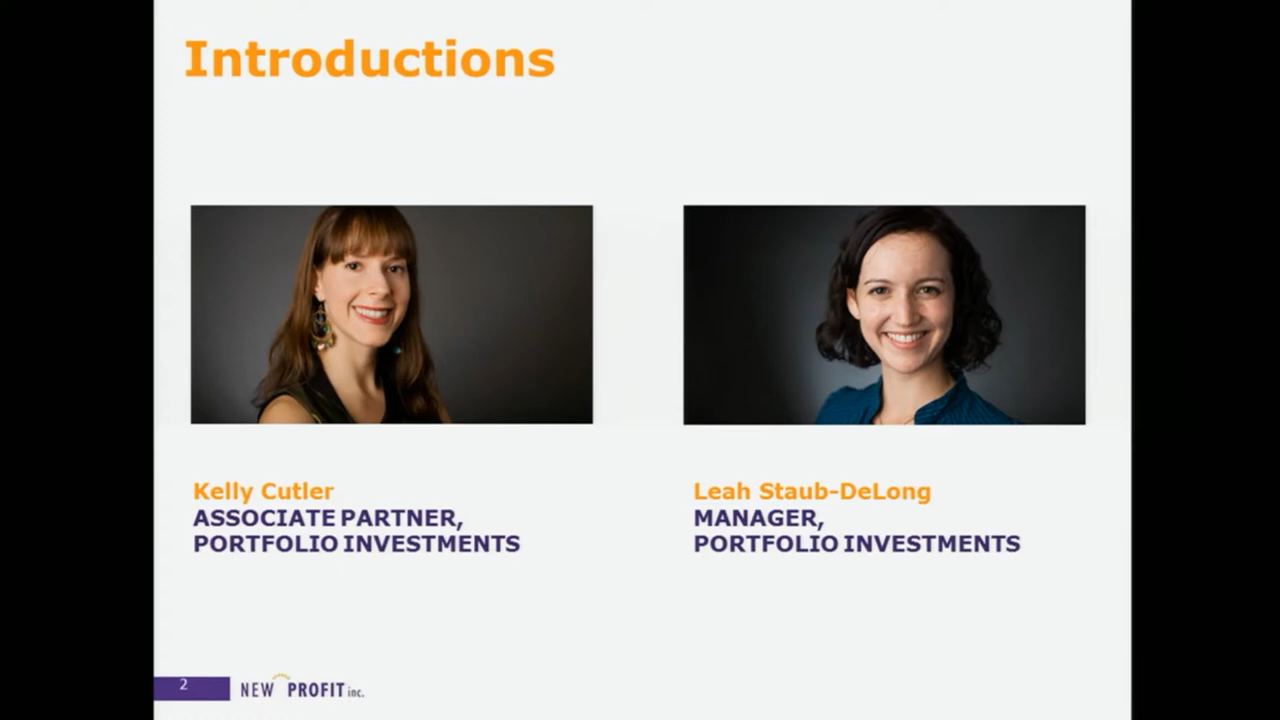 Introductions
Kelly Cutler
ASSOCIATE PARTNER,
PORTFOLIO INVESTMENTS
Leah Staub-DeLong
MANAGER,
PORTFOLIO INVESTMENTS
2
NEW PROFIT inc.